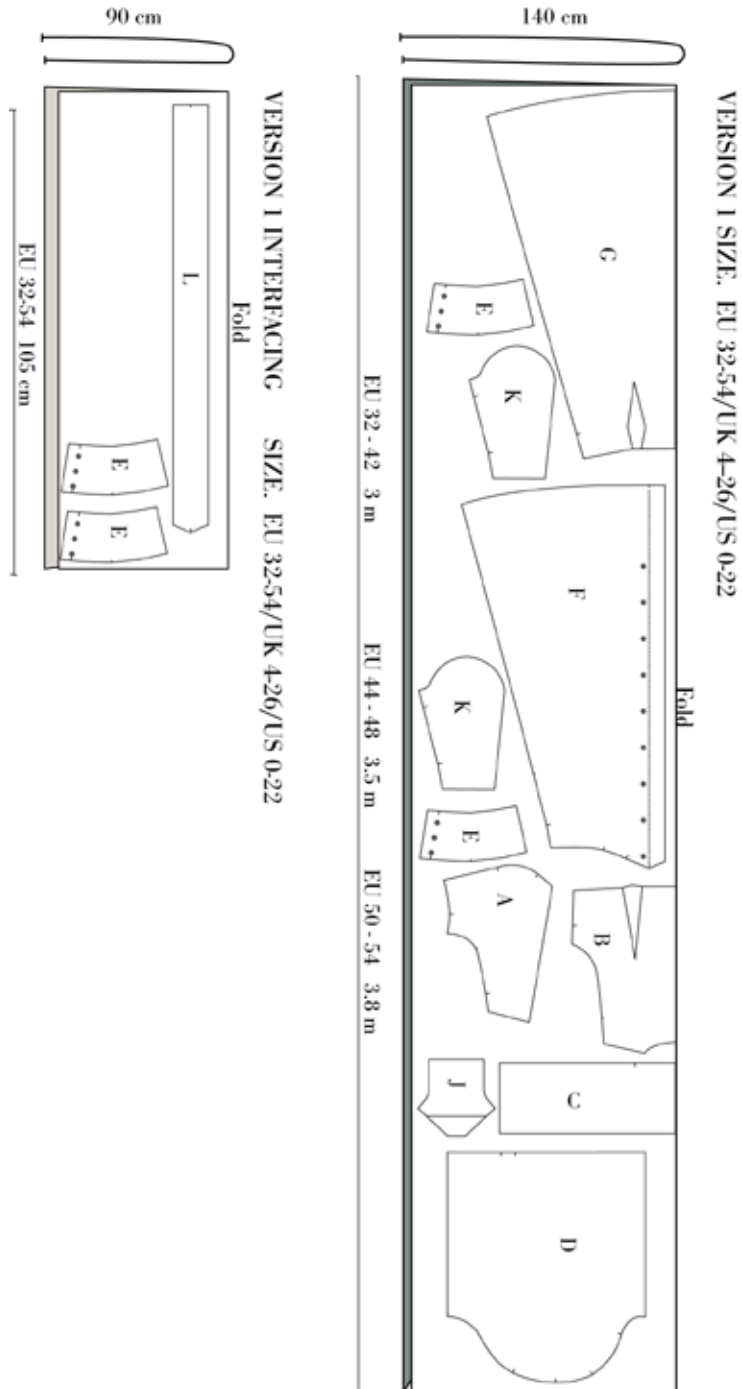 90 cm
140 cm
VERSION 1 SIZE. EU 32-54/UK 4-26/US 0-22
Fold
G
E
K
F
K
E
A
B
J
C
D
EU 32 - 42 3 m
EU 44 - 48 3.5 m
EU 50 - 54 3.8 m
VERSION 1 INTERFACING SIZE. EU 32-54/UK 4-26/US 0-22
Fold
L
E
E
EU 32-54 105 cm